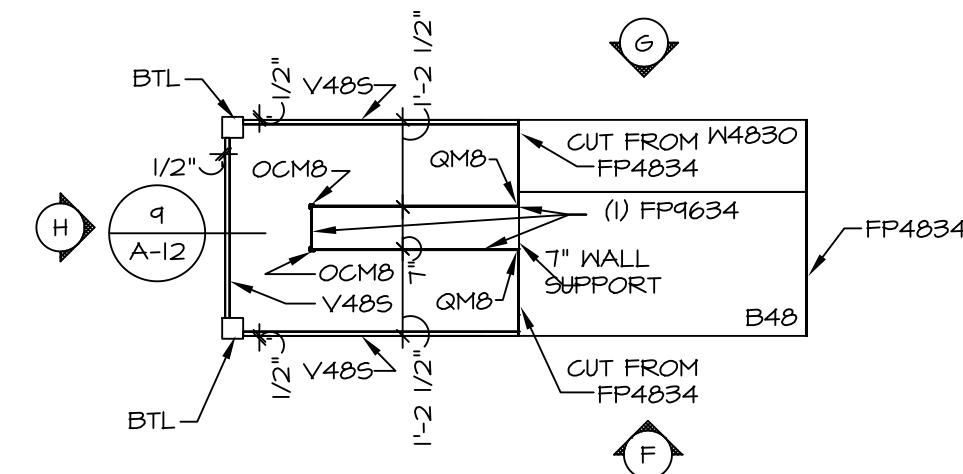 G
1'-2 1/2"
1/2"
BTL
V48S
CUT FROM
FP4834
W4830
1/2"
OCM8
QM8
(1) FP9634
H
9
A-12
FP4834
OCM8
7"
7" WALL
SUPPORT
V48S
QM8
B48
1/2"
V48S
1'-2 1/2"
CUT FROM
FP4834
BTL
F